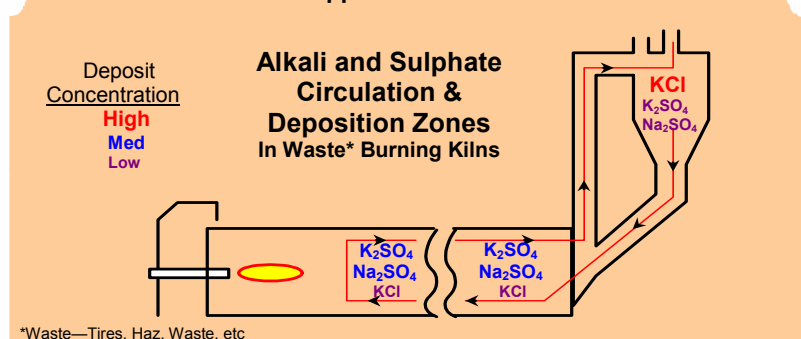 Deposit
Concentration
High
Med
Low
Alkali and Sulphate
Circulation &
Deposition Zones
In Waste* Burning Kilns
KCl
K₂SO₄
Na₂SO₄
K₂SO₄
Na₂SO₄
KCl
K₂SO₄
Na₂SO₄
KCl
*Waste—Tires, Haz. Waste, etc